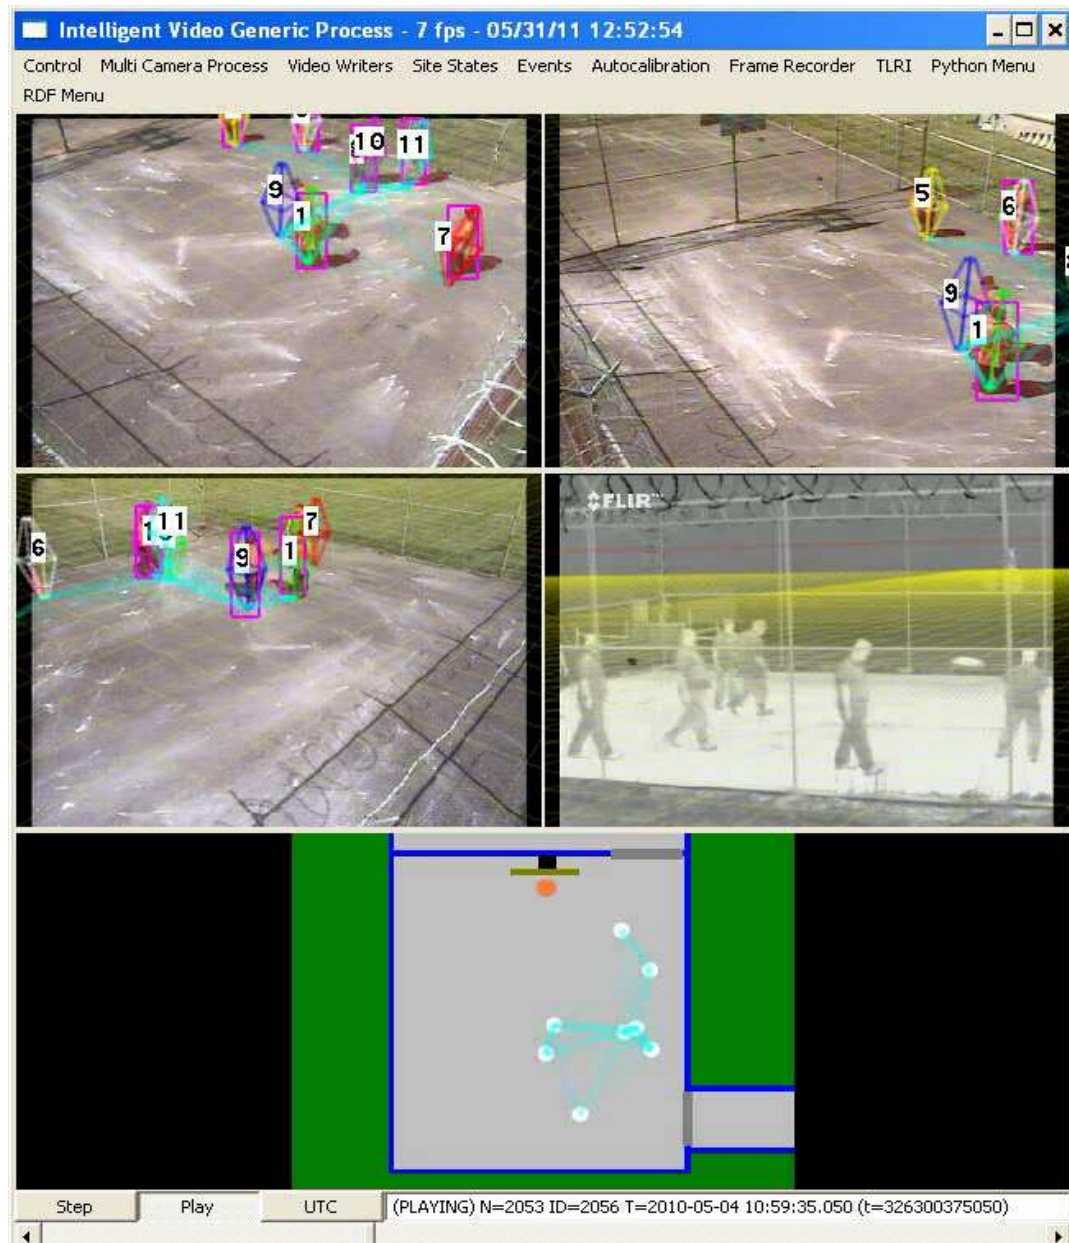 Intelligent Video Generic Process - 7 fps - 05/31/11 12:52:54
Control Multi Camera Process Video Writers Site States Events Autocalibration Frame Recorder TLRI Python Menu
RDF Menu
10 11
9
1
7
5
6
9
1
6
11
9
1
7
FLIR
Step Play UTC (PLAYING) N=2053 ID=2056 T=2010-05-04 10:59:35.050 (t=326300375050)